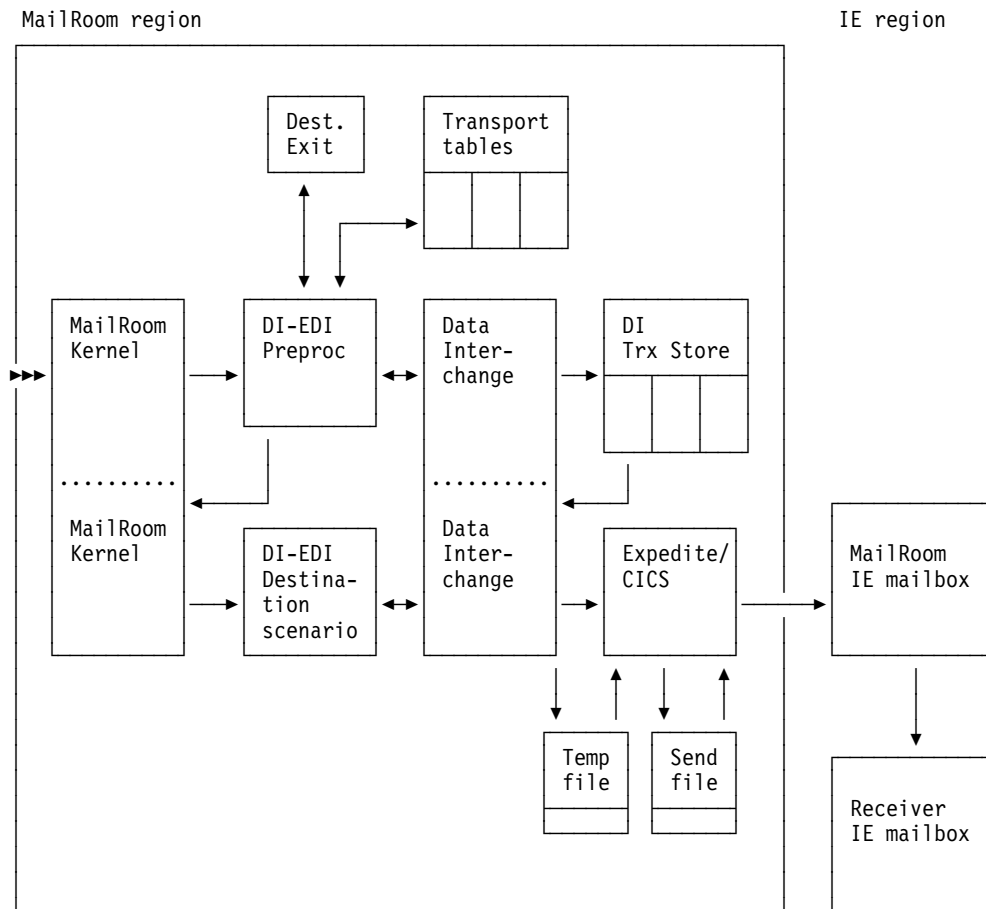 MailRoom region
IE region
Dest.
Exit
Transport
tables
MailRoom
Kernel
DI-EDI
Preproc
Data
Inter-
change
DI
Trx Store
MailRoom
Kernel
DI-EDI
Destina-
tion
scenario
Data
Inter-
change
Expedite/
CICS
MailRoom
IE mailbox
Temp
file
Send
file
Receiver
IE mailbox